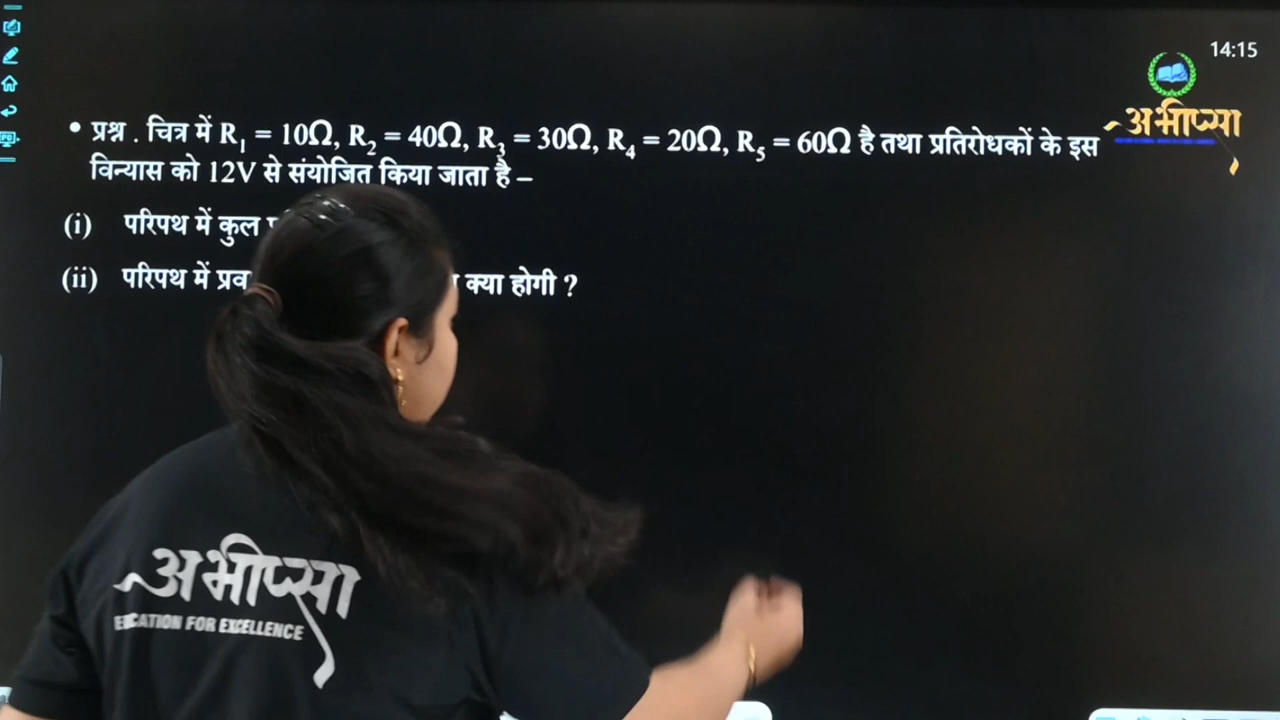 14:15
अभीप्सा
• प्रश्न . चित्र में R₁ = 10Ω, R₂ = 40Ω, R₃ = 30Ω, R₄ = 20Ω, R₅ = 60Ω है तथा प्रतिरोधकों के इस
विन्यास को 12V से संयोजित किया जाता है –
(i) परिपथ में कुल
(ii) परिपथ में क्या होगी ?
अभीप्सा
EDUCATION FOR EXCELLENCE